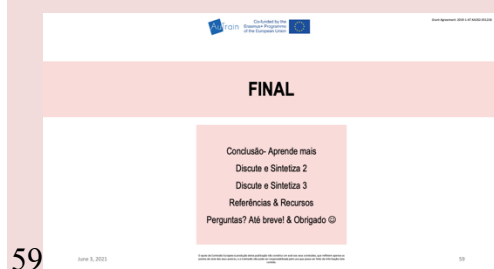 AuTrain
Co-funded by the
Erasmus+ Programme
of the European Union
FINAL
Conclusão- Aprende mais
Discute e Sintetiza 2
Discute e Sintetiza 3
Referências & Recursos
Perguntas? Até breve! & Obrigado ☺
59
June 3, 2021
59